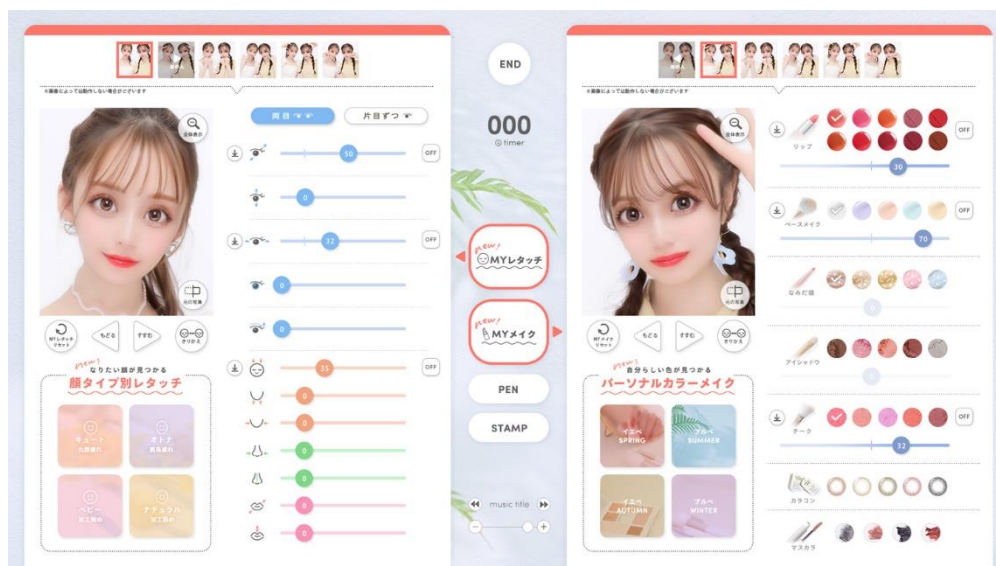 ※画像によっては動作しない場合がございます
全体表示
元の写真
MYレタッチ
リセット
もどる
すすむ
きりかえ
new!
なりたい顔が見つかる
顔タイプ別レタッチ
キュート
オトナ
ベビー
加工強め
ナチュラル
加工弱め
両目
片目ずつ
50
OFF
0
32
OFF
0
0
35
OFF
0
0
0
0
0
0
END
000
timer
new!
MYレタッチ
new!
MYメイク
PEN
STAMP
music title
※画像によっては動作しない場合がございます
全体表示
元の写真
MYメイク
リセット
もどる
すすむ
きりかえ
new!
自分らしい色が見つかる
パーソナルカラーメイク
イエベ
SPRING
ブルベ
SUMMER
イエベ
AUTUMN
ブルベ
WINTER
リップ
OFF
30
ベースメイク
OFF
70
なみだ袋
0
アイシャドウ
0
チーク
OFF
32
カラコン
マスカラ